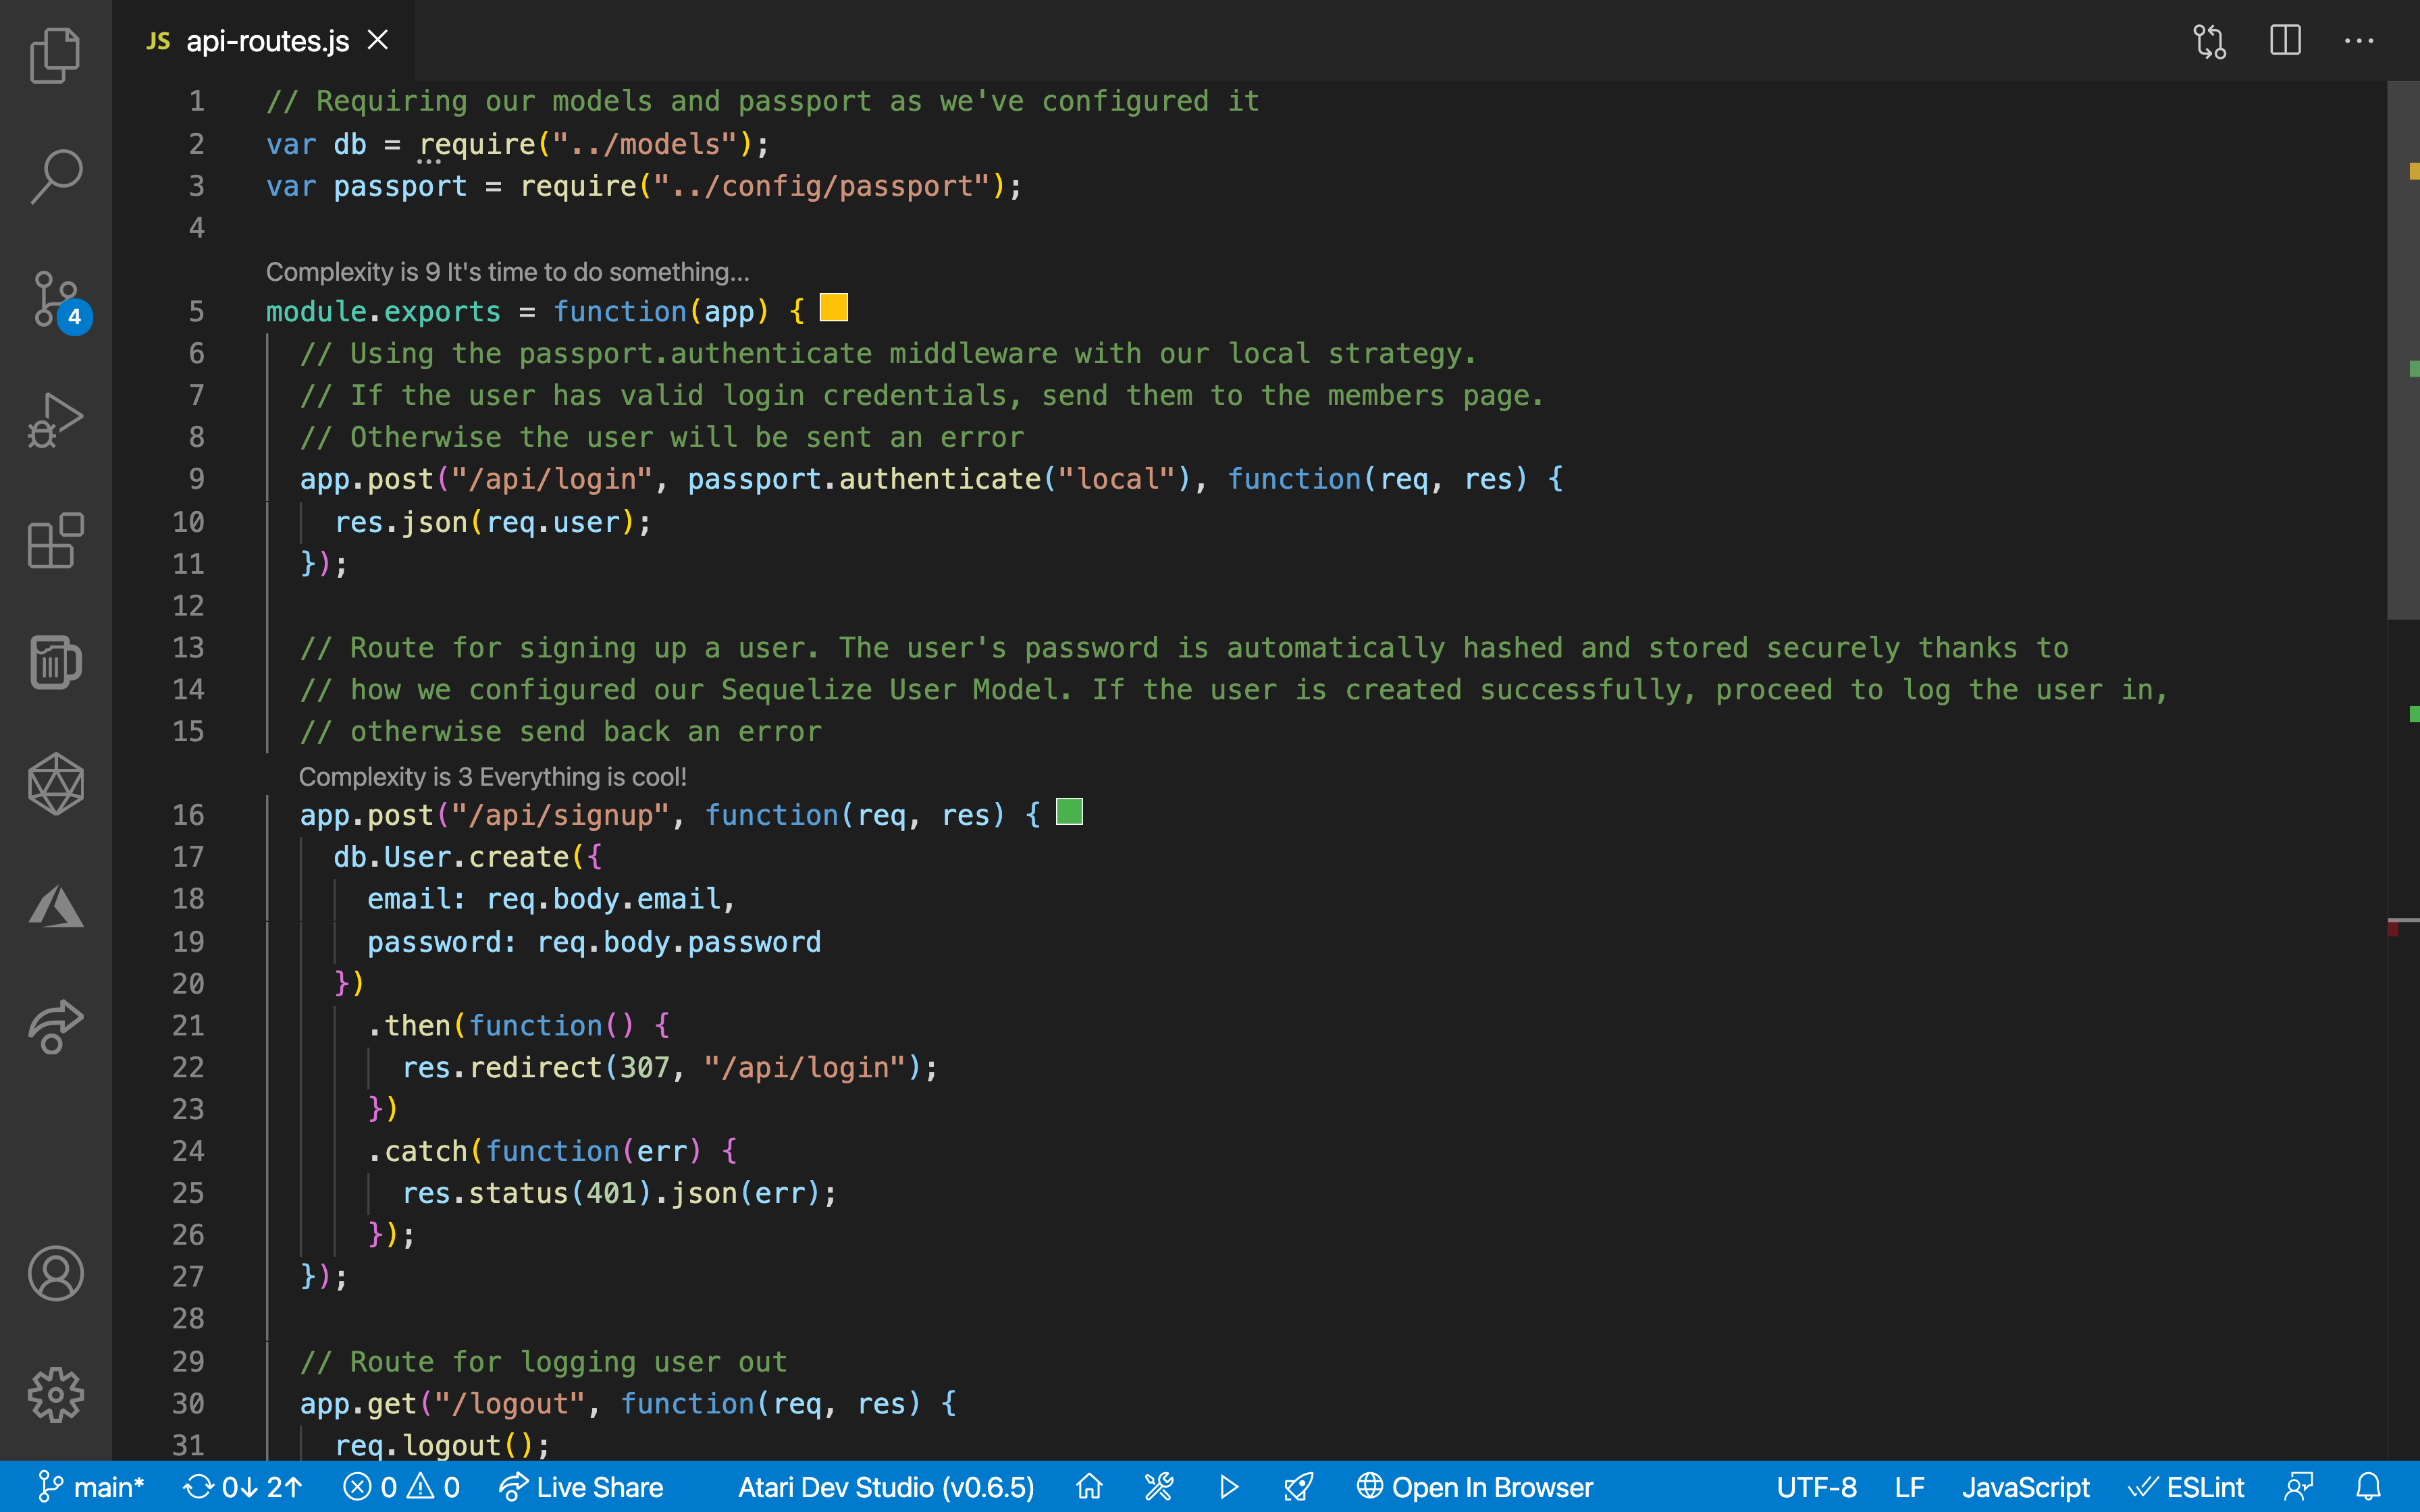 JS api-routes.js
1 // Requiring our models and passport as we've configured it
2 var db = require("../models");
3 var passport = require("../config/passport");
4
Complexity is 9 It's time to do something...
5 module.exports = function(app) {
6   // Using the passport.authenticate middleware with our local strategy.
7   // If the user has valid login credentials, send them to the members page.
8   // Otherwise the user will be sent an error
9   app.post("/api/login", passport.authenticate("local"), function(req, res) {
10     res.json(req.user);
11   });
12
13   // Route for signing up a user. The user's password is automatically hashed and stored securely thanks to
14   // how we configured our Sequelize User Model. If the user is created successfully, proceed to log the user in,
15   // otherwise send back an error
Complexity is 3 Everything is cool!
16   app.post("/api/signup", function(req, res) {
17     db.User.create({
18       email: req.body.email,
19       password: req.body.password
20     })
21       .then(function() {
22         res.redirect(307, "/api/login");
23       })
24       .catch(function(err) {
25         res.status(401).json(err);
26       });
27   });
28
29   // Route for logging user out
30   app.get("/logout", function(req, res) {
31     req.logout();
4
main* 0↓ 2↑ 0 0 Live Share Atari Dev Studio (v0.6.5) Open In Browser UTF-8 LF JavaScript ESLint